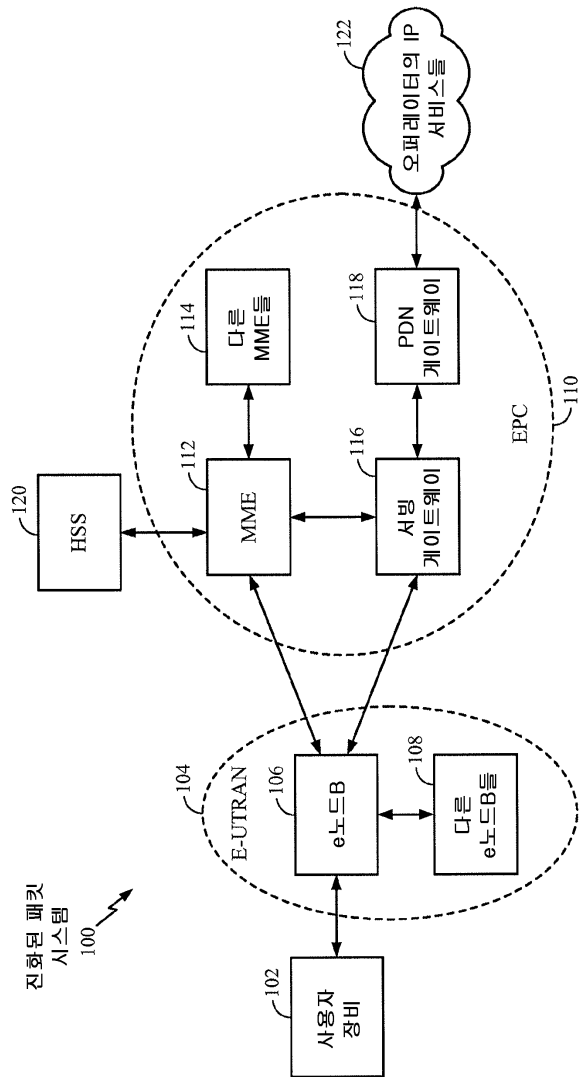 진화된 패킷
시스템
100
102
사용자
장비
104
E-UTRAN
106
e노드B
108
다른
e노드B들
120
HSS
112
MME
114
다른
MME들
116
서빙
게이트웨이
118
PDN
게이트웨이
EPC
110
122
오퍼레이터의 IP
서비스들